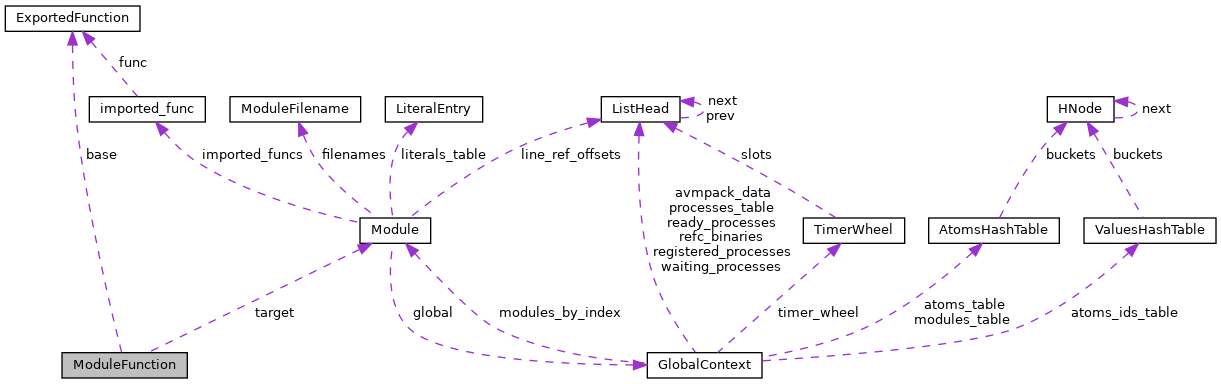 ExportedFunction
func
imported_func
ModuleFilename
LiteralEntry
ListHead
next
prev
HNode
next
base
imported_funcs
filenames
literals_table
line_ref_offsets
slots
buckets
buckets
avmpack_data
processes_table
ready_processes
refc_binaries
registered_processes
waiting_processes
Module
TimerWheel
AtomsHashTable
ValuesHashTable
target
global
modules_by_index
timer_wheel
atoms_table
modules_table
atoms_ids_table
ModuleFunction
GlobalContext